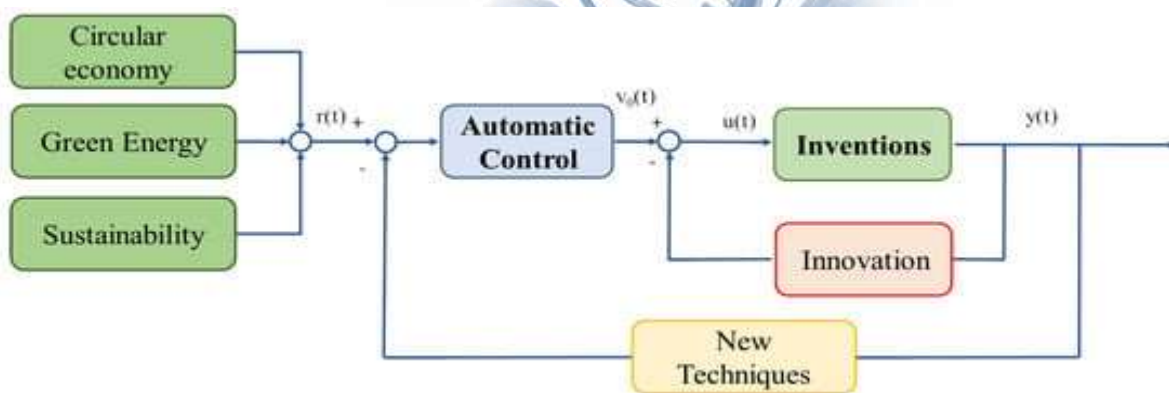 Circular
economy
Green Energy
Sustainability
r(t) +
-
Automatic
Control
v₀(t)
+
-
u(t)
Inventions
y(t)
Innovation
New
Techniques